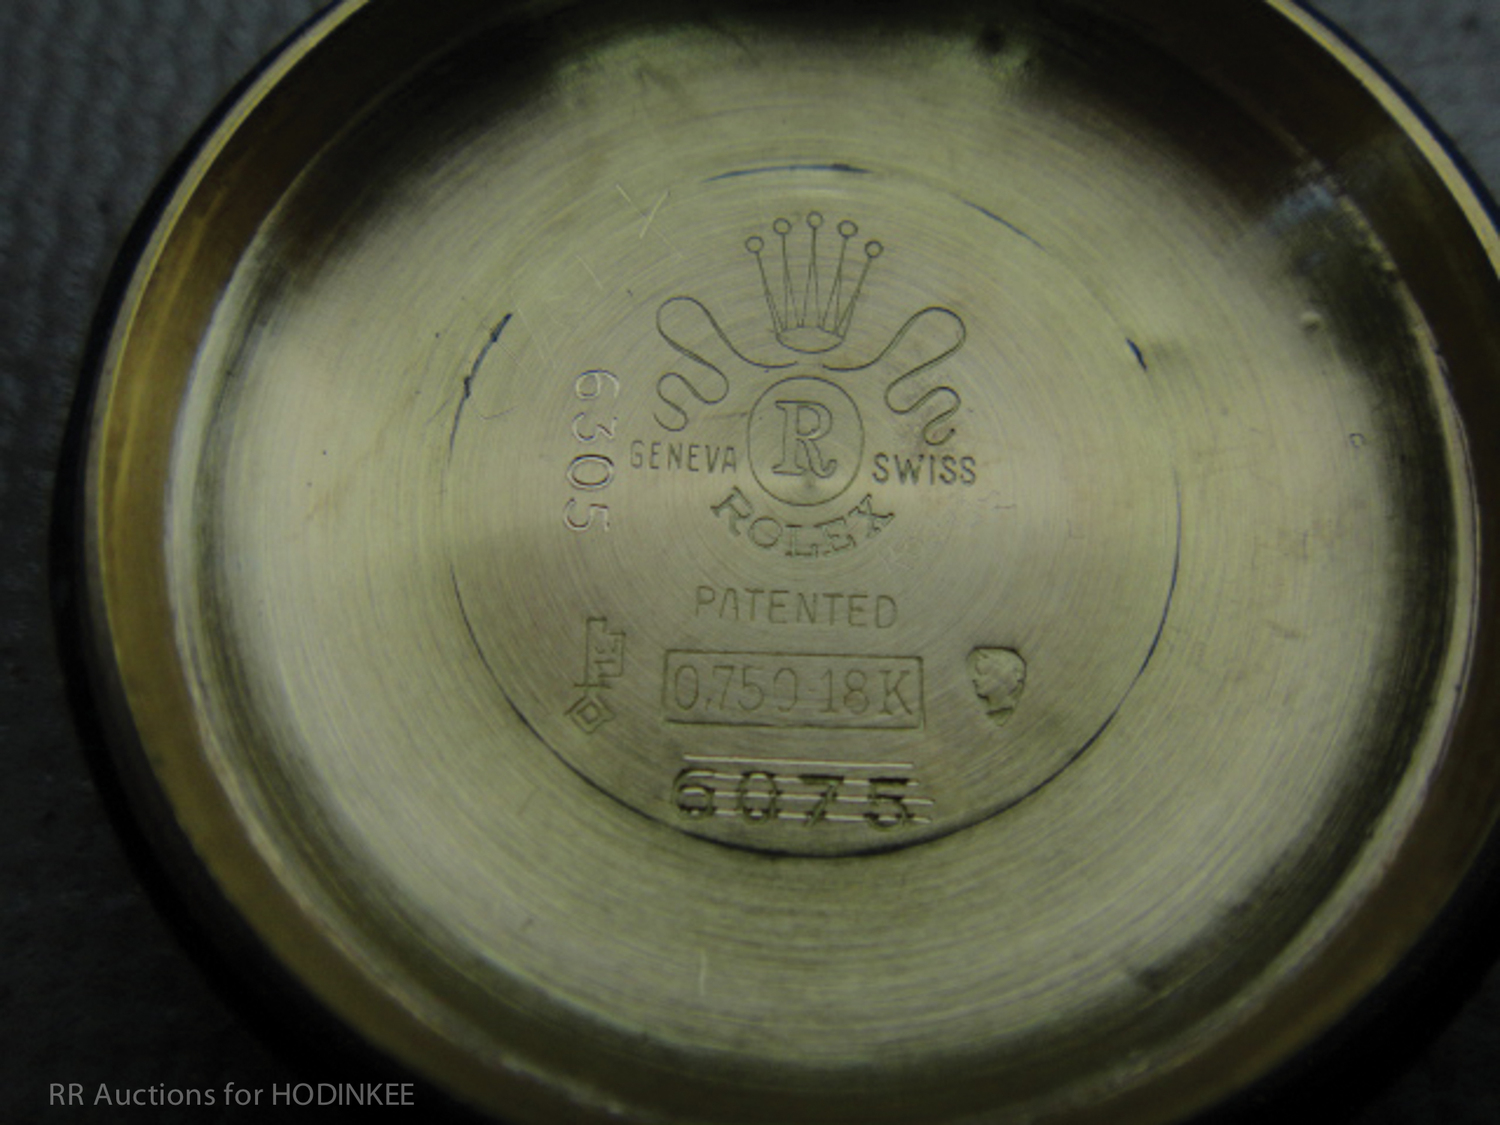 6305
GENEVA R SWISS
ROLEX
PATENTED
0,750-18K
6075
RR Auctions for HODINKEE